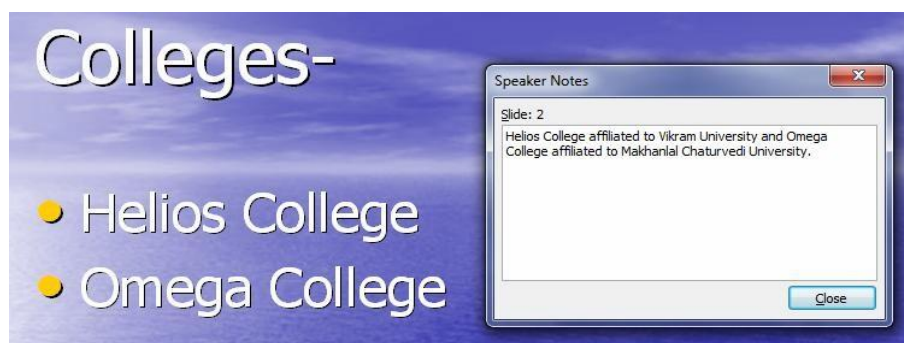 Colleges-
• Helios College
• Omega College
Speaker Notes
Slide: 2
Helios College affiliated to Vikram University and Omega
College affiliated to Makhanlal Chaturvedi University.
Close